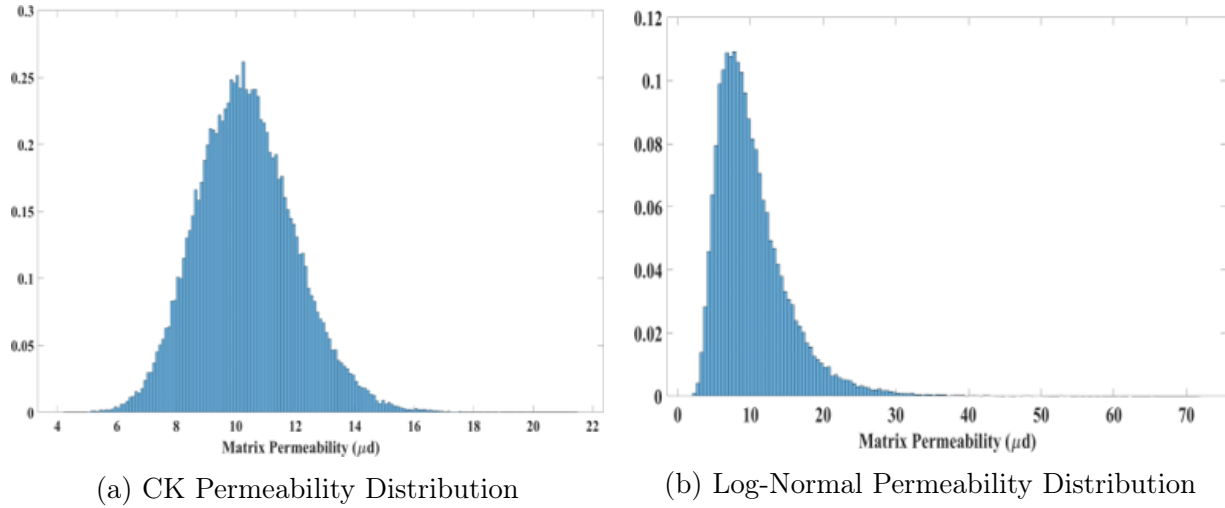 0.3
0.25
0.2
0.15
0.1
0.05
0
4 6 8 10 12 14 16 18 20 22
Matrix Permeability (μd)
(a) CK Permeability Distribution
0.12
0.1
0.08
0.06
0.04
0.02
0
0 10 20 30 40 50 60 70
Matrix Permeability (μd)
(b) Log-Normal Permeability Distribution